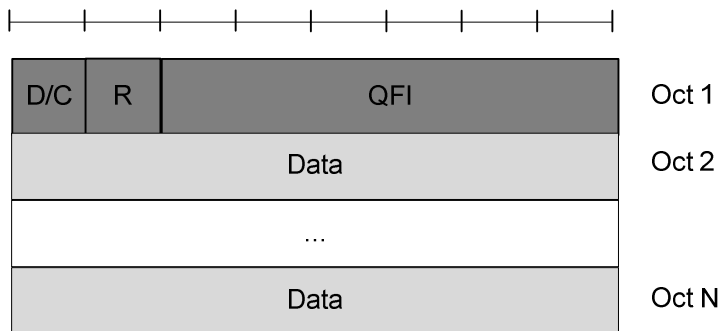 D/C R QFI Oct 1
Data Oct 2
...
Data Oct N